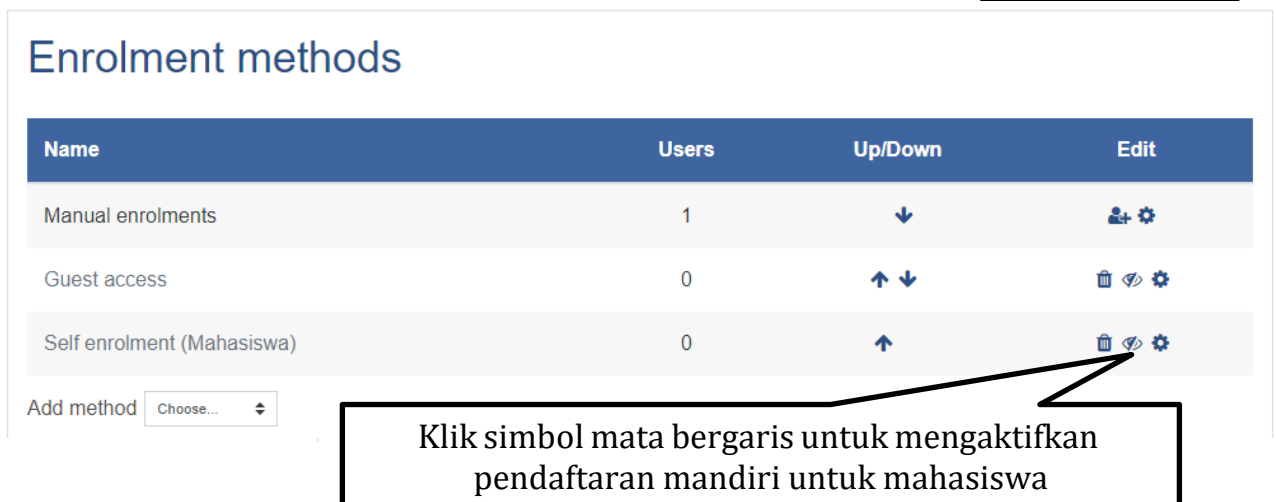 Enrolment methods
Name Users Up/Down Edit
Manual enrolments 1
Guest access 0
Self enrolment (Mahasiswa) 0
Add method Choose...
Klik simbol mata bergaris untuk mengaktifkan
pendaftaran mandiri untuk mahasiswa